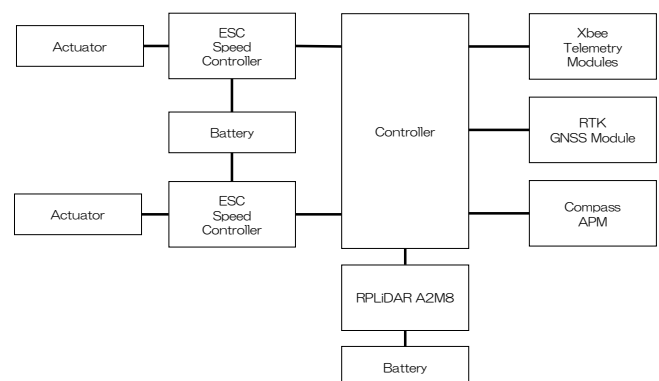 Actuator
ESC
Speed
Controller
Battery
Actuator
ESC
Speed
Controller
Controller
Xbee
Telemetry
Modules
RTK
GNSS Module
Compass
APM
RPLiDAR A2M8
Battery